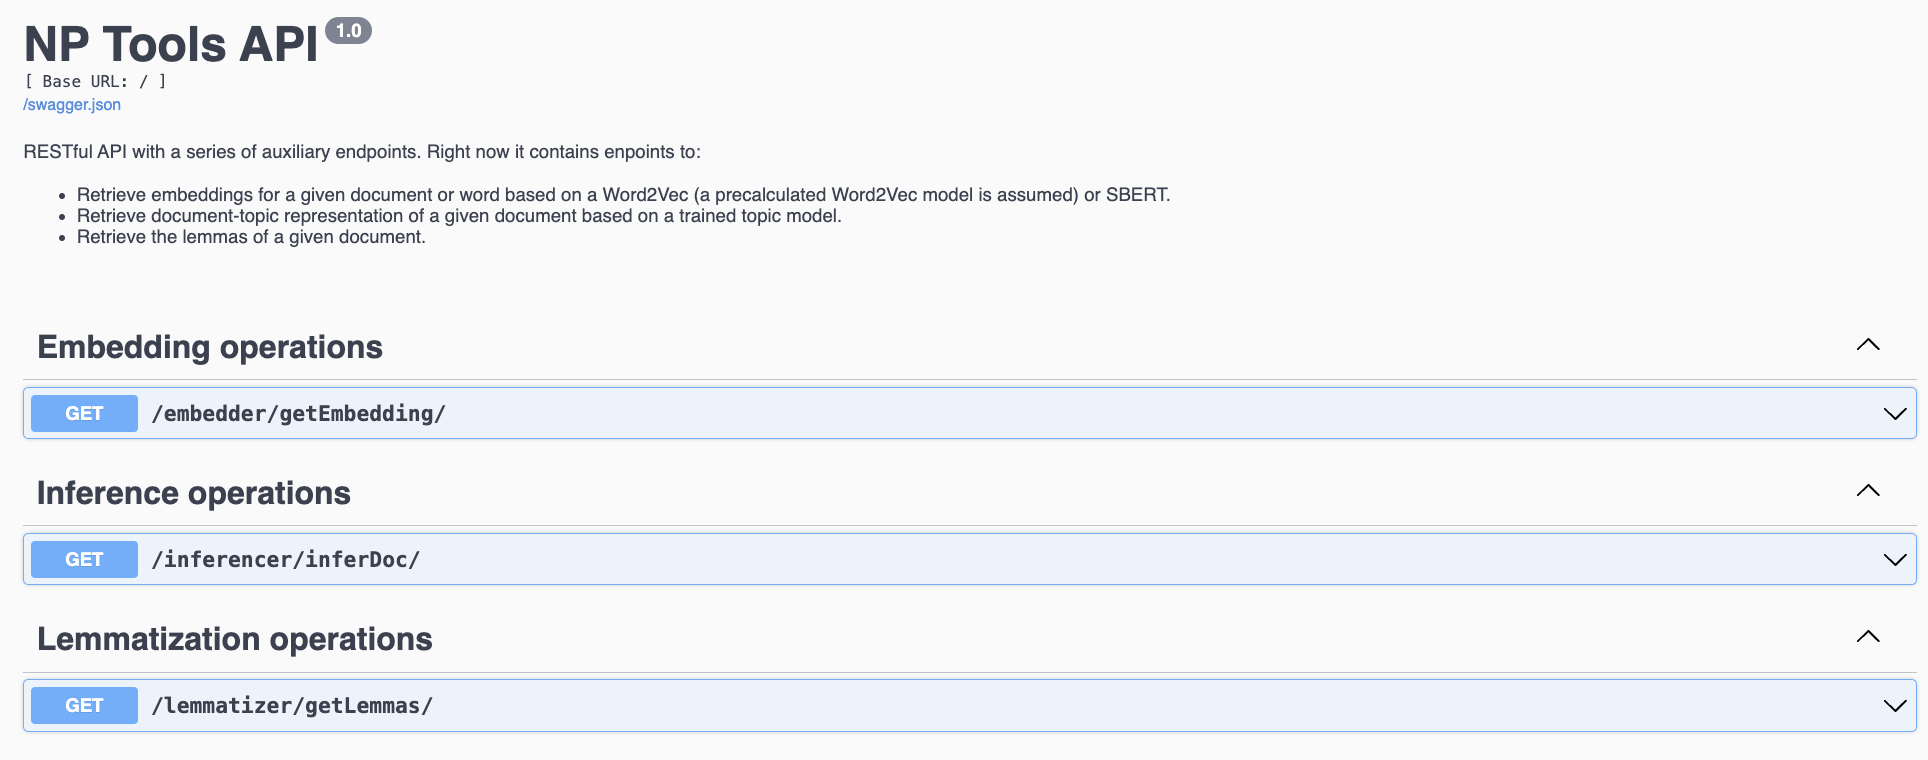 NP Tools API 1.0
[ Base URL: / ]
/swagger.json
RESTful API with a series of auxiliary endpoints. Right now it contains enpoints to:
• Retrieve embeddings for a given document or word based on a Word2Vec (a precalculated Word2Vec model is assumed) or SBERT.
• Retrieve document-topic representation of a given document based on a trained topic model.
• Retrieve the lemmas of a given document.
Embedding operations
GET /embedder/getEmbedding/
Inference operations
GET /inferencer/inferDoc/
Lemmatization operations
GET /lemmatizer/getLemmas/